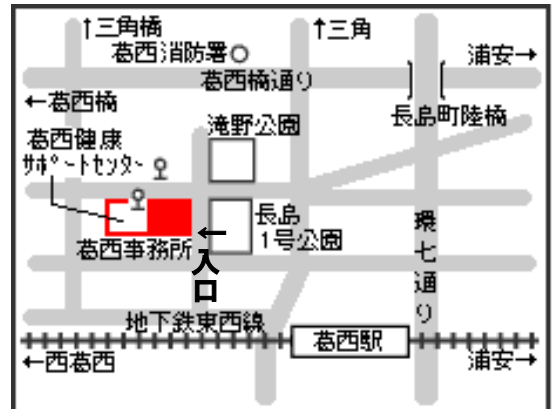 ↑三角橋
↑三角
葛西消防署
浦安→
葛西橋通り
←葛西橋
長島町陸橋
滝野公園
葛西健康
サポートセンター
長島
1号公園
←
入口
葛西事務所
環七通り
地下鉄東西線
葛西駅
←西葛西
浦安→